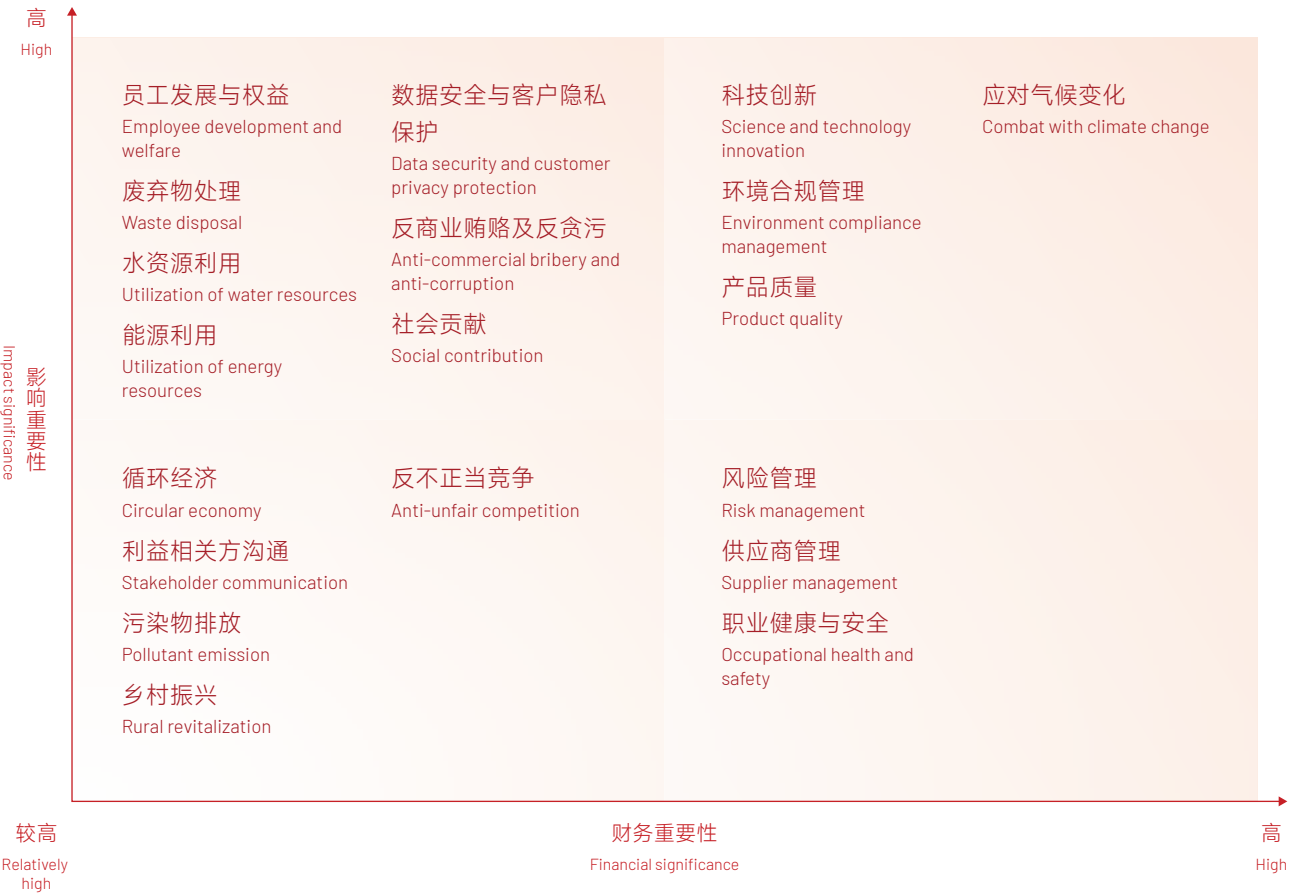 高
High
员工发展与权益
Employee development and
welfare
废弃物处理
Waste disposal
水资源利用
Utilization of water resources
能源利用
Utilization of energy
resources
数据安全与客户隐私
保护
Data security and customer
privacy protection
反商业贿赂及反贪污
Anti-commercial bribery and
anti-corruption
社会贡献
Social contribution
科技创新
Science and technology
innovation
环境合规管理
Environment compliance
management
产品质量
Product quality
应对气候变化
Combat with climate change
影响重要性
Impact significance
循环经济
Circular economy
利益相关方沟通
Stakeholder communication
污染物排放
Pollutant emission
乡村振兴
Rural revitalization
反不正当竞争
Anti-unfair competition
风险管理
Risk management
供应商管理
Supplier management
职业健康与安全
Occupational health and
safety
较高
Relatively
high
财务重要性
Financial significance
高
High